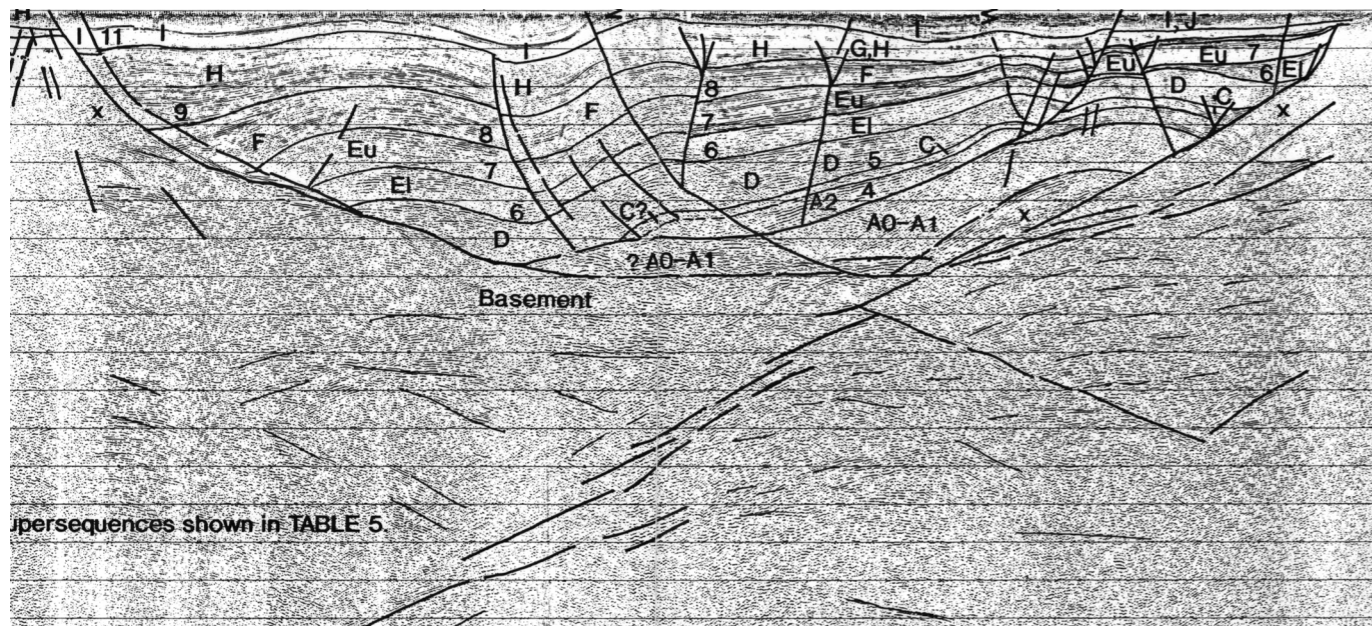 H
I 11 I I I I-J
H I H H G,H Eu Eu 7
F F D 6 El
x 9 F 8 Eu C x
F Eu 8 7 El
El 7 6 D 5 C
6 C? D A2 4
D A0-A1 x
? A0-A1
Basement
upersequences shown in TABLE 5.